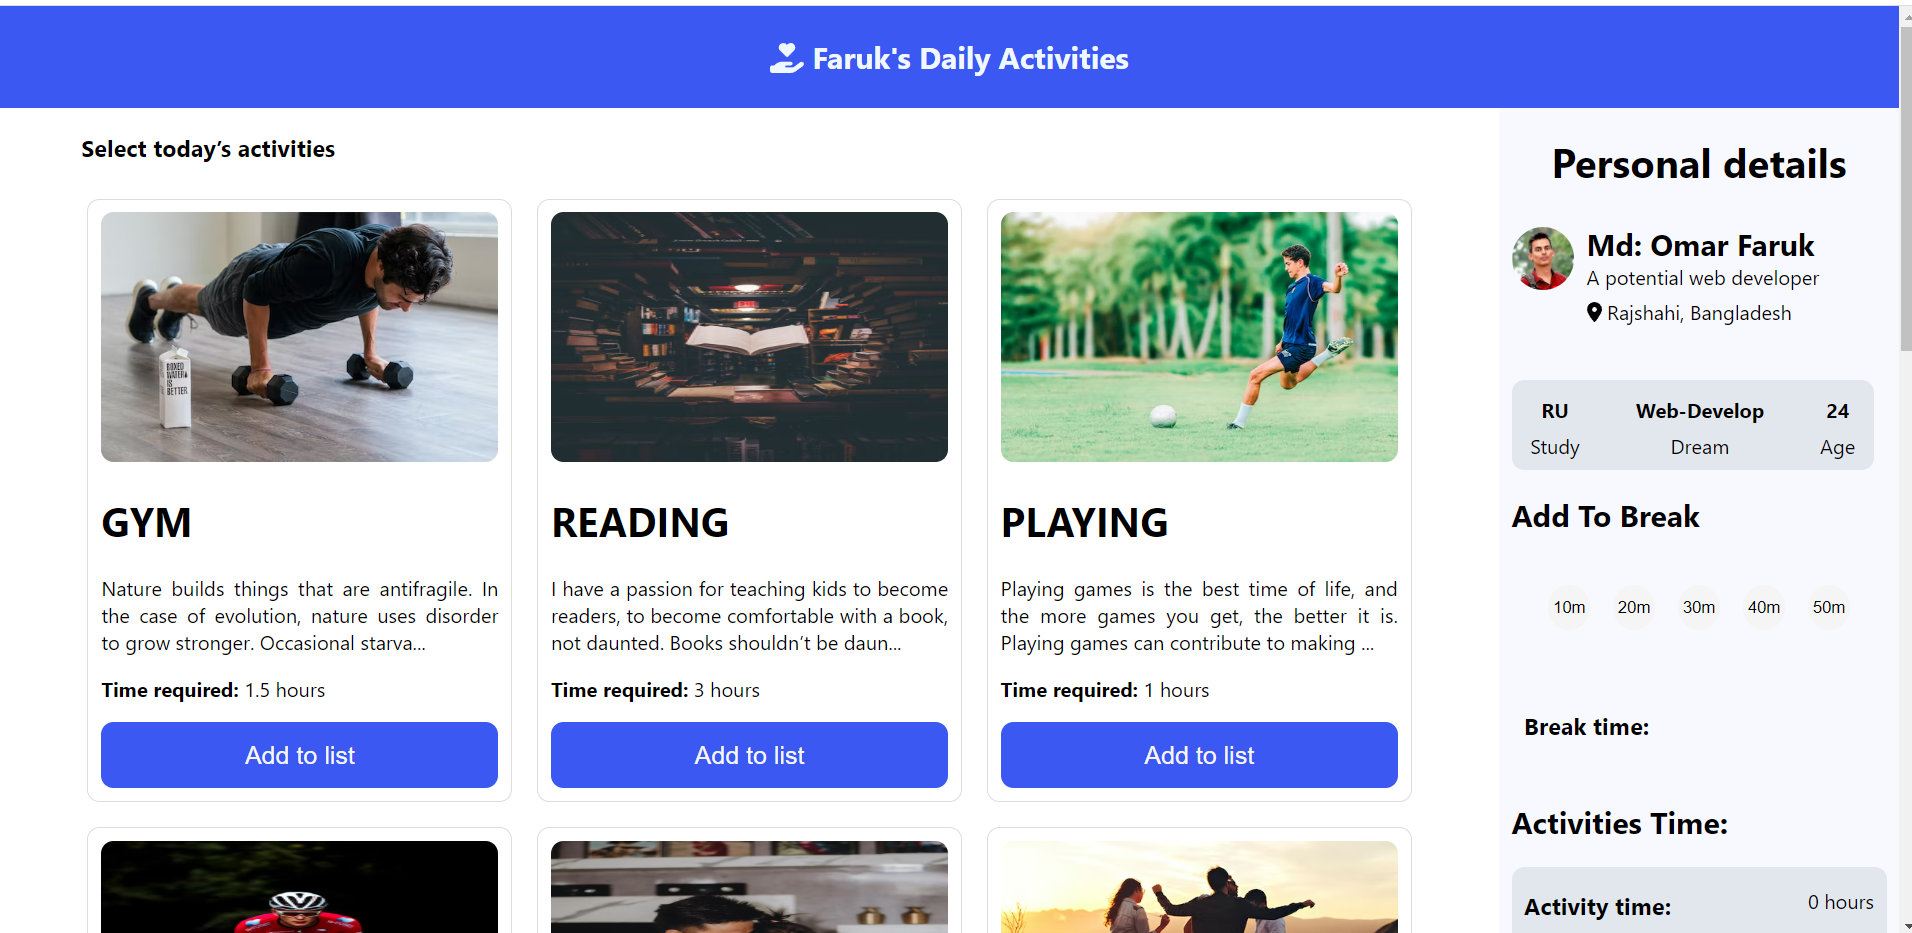 Faruk's Daily Activities
Select today’s activities
BOXED
WATER
IS
BETTER
GYM
Nature builds things that are antifragile. In
the case of evolution, nature uses disorder
to grow stronger. Occasional starva...
Time required: 1.5 hours
Add to list
READING
I have a passion for teaching kids to become
readers, to become comfortable with a book,
not daunted. Books shouldn’t be daun...
Time required: 3 hours
Add to list
PLAYING
Playing games is the best time of life, and
the more games you get, the better it is.
Playing games can contribute to making ...
Time required: 1 hours
Add to list
Personal details
Md: Omar Faruk
A potential web developer
Rajshahi, Bangladesh
RU Web-Develop 24
Study Dream Age
Add To Break
10m 20m 30m 40m 50m
Break time:
Activities Time:
Activity time: 0 hours